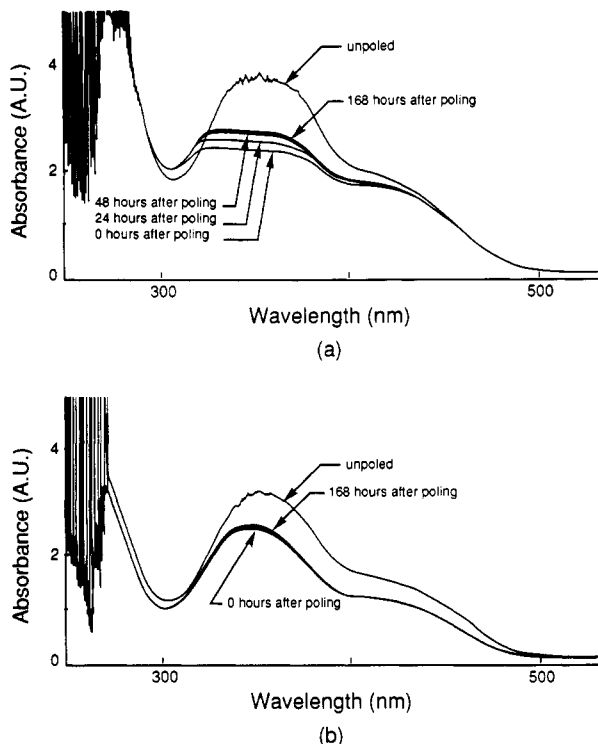 Absorbance (A.U.)
4
2
0
unpoled
168 hours after poling
48 hours after poling
24 hours after poling
0 hours after poling
300
500
Wavelength (nm)
(a)
Absorbance (A.U.)
4
2
0
unpoled
168 hours after poling
0 hours after poling
300
500
Wavelength (nm)
(b)